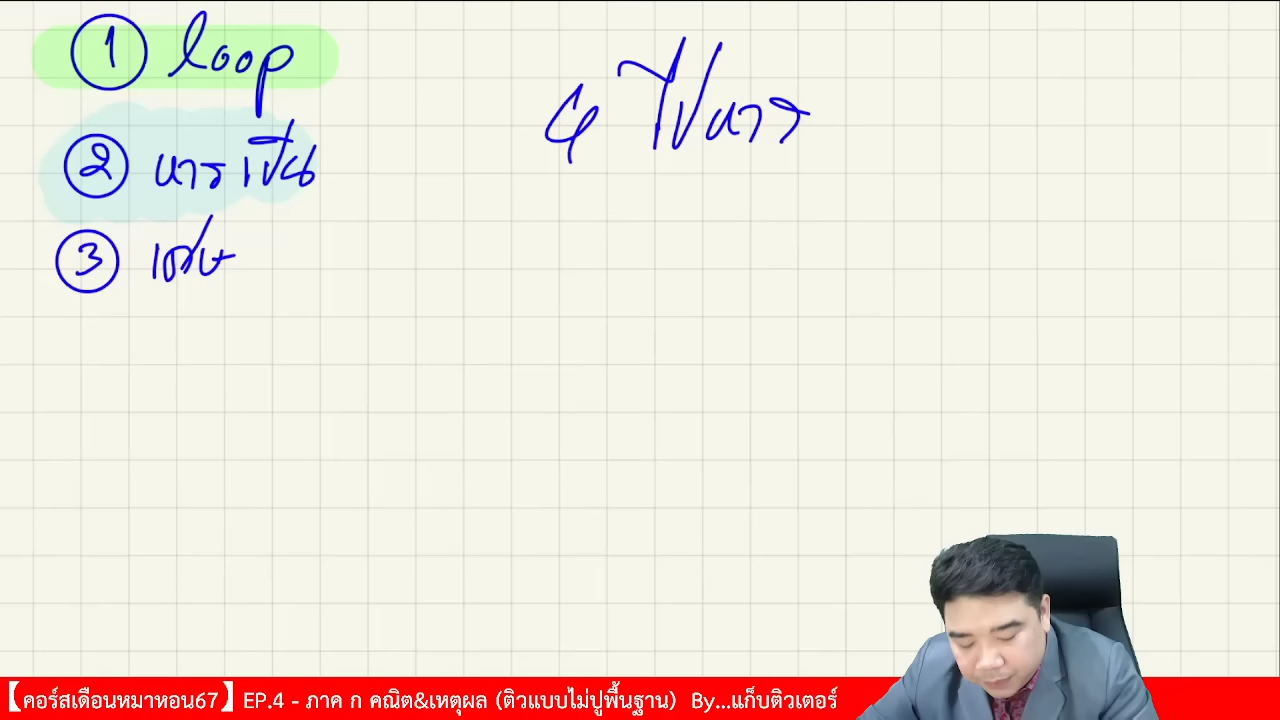 ① loop
② หารเป็น
③ เศษ
4 ไปหาร
【คอร์สเดือนหมาหอน67】 EP.4 - ภาค ก คณิต&เหตุผล (ติวแบบไม่ปูพื้นฐาน) By...แก็บติวเตอร์